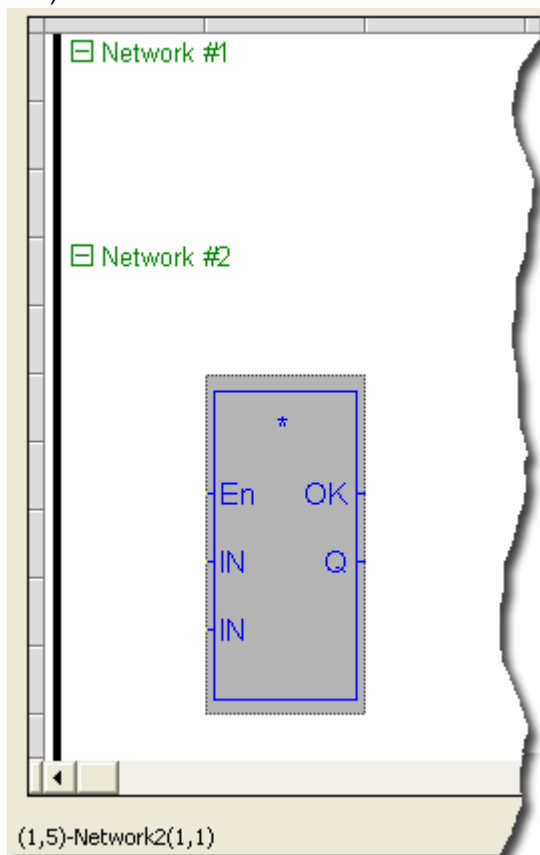 Network #1
Network #2
*
En OK
IN Q
IN
(1,5)-Network2(1,1)